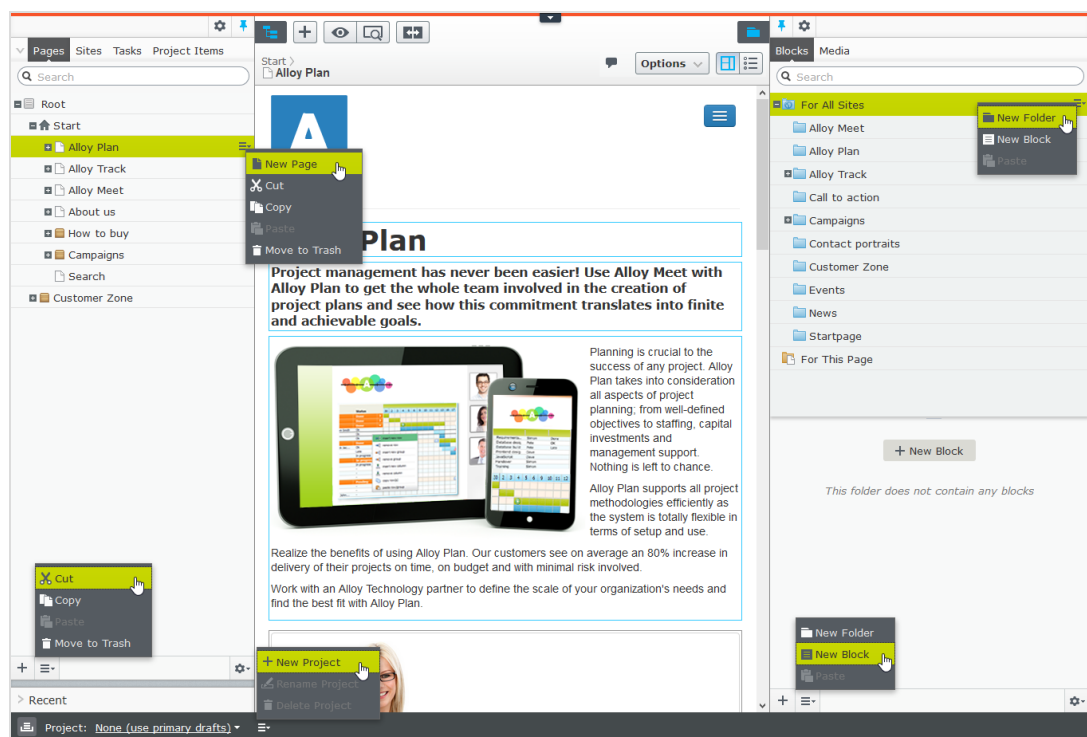 Pages Sites Tasks Project Items
Search
Root
Start
Alloy Plan
Alloy Track
Alloy Meet
About us
How to buy
Campaigns
Search
Customer Zone
New Page
Cut
Copy
Paste
Move to Trash
Cut
Copy
Paste
Move to Trash
Recent
Project: None (use primary drafts)
Start
Alloy Plan
Options
A
Plan
Project management has never been easier! Use Alloy Meet with
Alloy Plan to get the whole team involved in the creation of
project plans and see how this commitment translates into finite
and achievable goals.
Planning is crucial to the
success of any project. Alloy
Plan takes into consideration
all aspects of project
planning; from well-defined
objectives to staffing, capital
investments and
management support.
Nothing is left to chance.
Alloy Plan supports all project
methodologies efficiently as
the system is totally flexible in
terms of setup and use.
Realize the benefits of using Alloy Plan. Our customers see on average an 80% increase in
delivery of their projects on time, on budget and with minimal risk involved.
Work with an Alloy Technology partner to define the scale of your organization's needs and
find the best fit with Alloy Plan.
New Project
Rename Project
Delete Project
Blocks Media
Search
For All Sites
Alloy Meet
Alloy Plan
Alloy Track
Call to action
Campaigns
Contact portraits
Customer Zone
Events
News
Startpage
For This Page
New Folder
New Block
Paste
+ New Block
This folder does not contain any blocks
New Folder
New Block
Paste